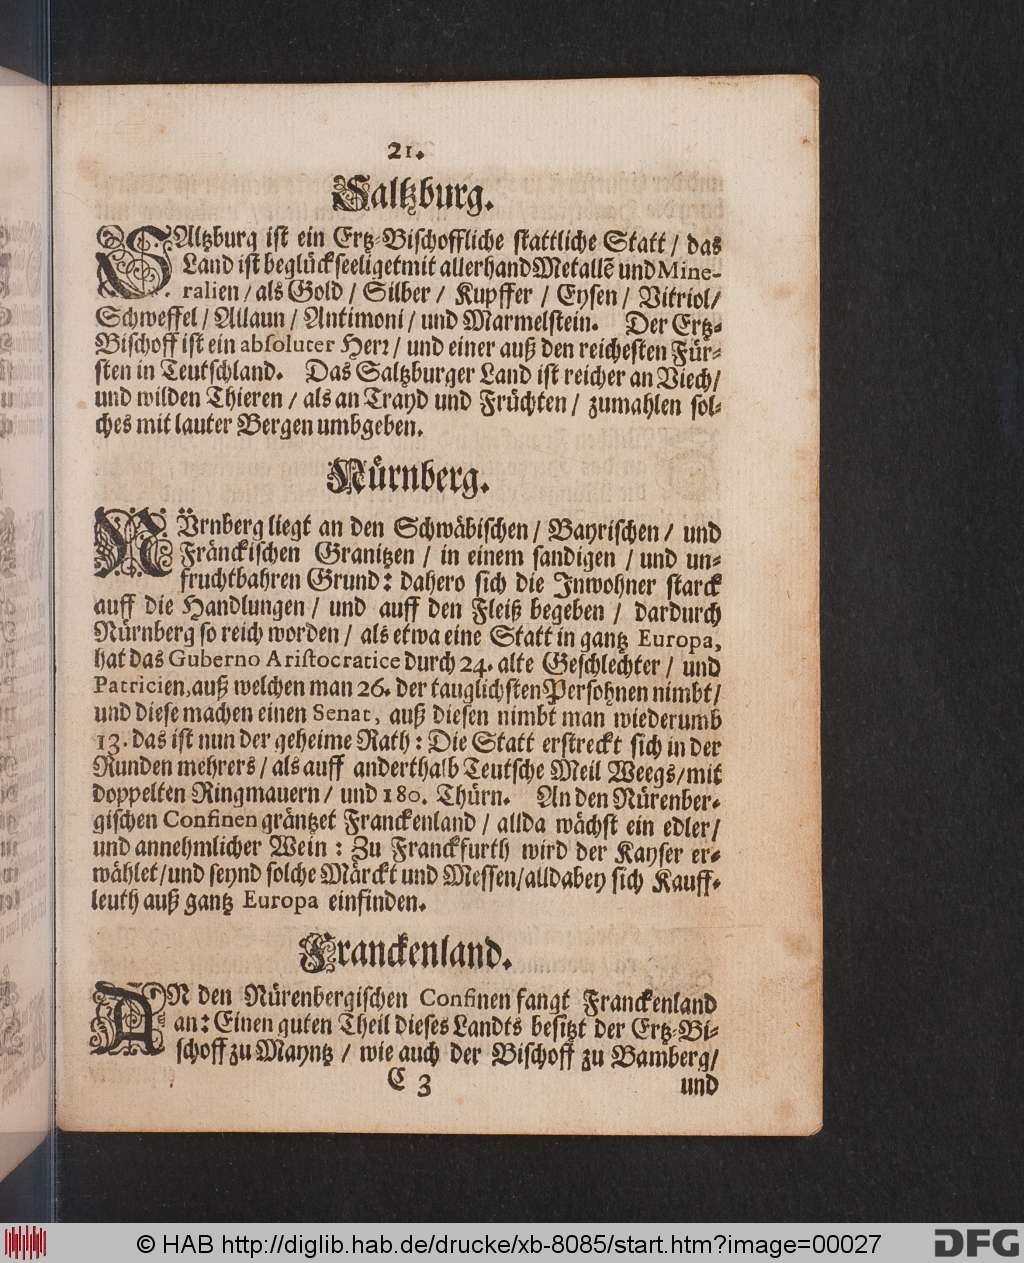 21.
Saltzburg.
SAltzburg ist ein Ertz-Bischoffliche stattliche Statt / das
Land ist beglückseeliget mit allerhand Metallẽ und Mine-
ralien / als Gold / Silber / Kupffer / Eysen / Vitriol /
Schweffel / Allaun / Antimoni / und Marmelstein. Der Ertz-
Bischoff ist ein absoluter Herr / und einer auß den reichesten Für-
sten in Teutschland. Das Saltzburger Land ist reicher an Viech /
und wilden Thieren / als an Trayd und Früchten / zumahlen sol-
ches mit lauter Bergen umbgeben.
Nürnberg.
NÜrnberg liegt an den Schwäbischen / Bayrischen / und
Fränckischen Granitzen / in einem sandigen / und un-
fruchtbahren Grund: dahero sich die Inwohner starck
auff die Handlungen / und auff den Fleiß begeben / dardurch
Nürnberg so reich worden / als etwa eine Statt in gantz Europa,
hat das Guberno Aristocratice durch 24. alte Geschlechter / und
Patricien, auß welchen man 26. der tauglichsten Persohnen nimbt /
und diese machen einen Senat, auß diesen nimbt man wiederumb
13. das ist nun der geheime Rath: Die Statt erstreckt sich in der
Runden mehrers / als auff anderthalb Teutsche Meil Weegs / mit
doppelten Ringmauern / und 180. Thürn. An den Nürenber-
gischen Confinen gräntzet Franckenland / allda wächst ein edler /
und annehmlicher Wein: Zu Franckfurth wird der Kayser er-
wählet / und seynd solche Märckt und Messen / alldabey sich Kauff-
leuth auß gantz Europa einfinden.
Franckenland.
AN den Nürenbergischen Confinen fangt Franckenland
an: Einen guten Theil dieses Landts besitzt der Ertz-Bi-
schoff zu Mayntz / wie auch der Bischoff zu Bamberg /
C 3 und
© HAB http://diglib.hab.de/drucke/xb-8085/start.htm?image=00027
DFG